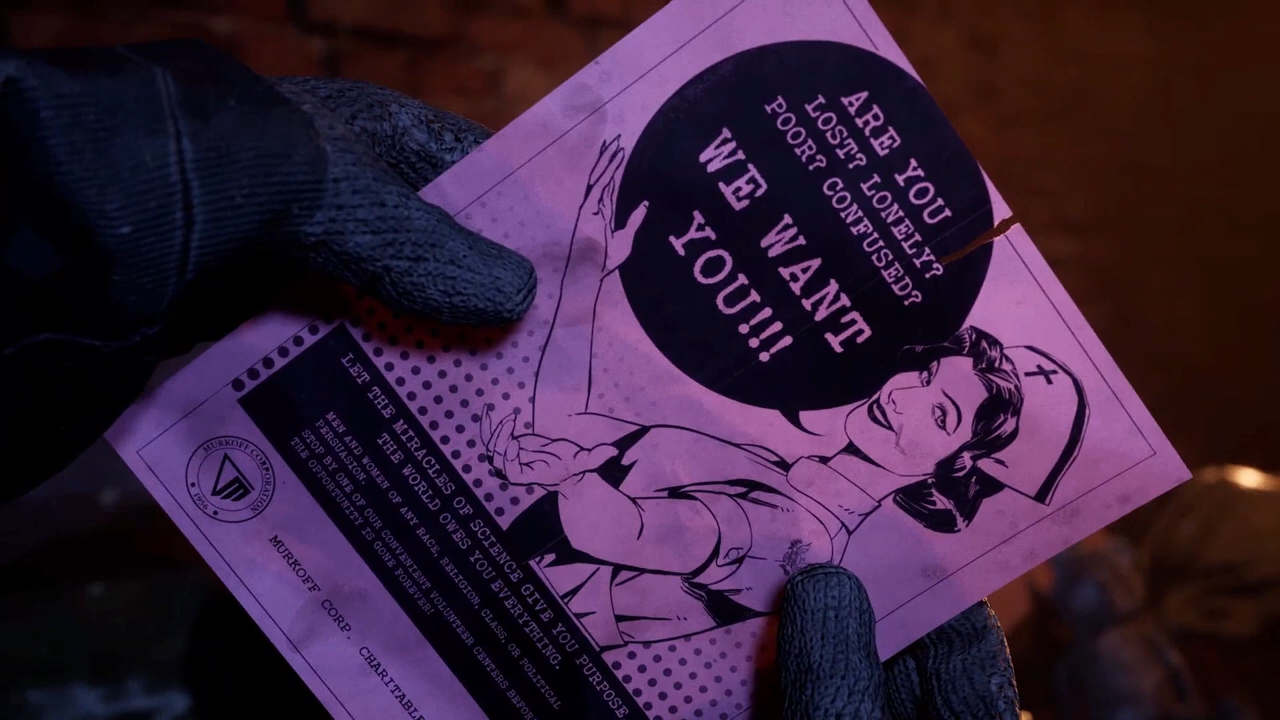 ARE YOU
LOST? LONELY?
POOR? CONFUSED?
WE WANT
YOU!!!
LET THE MIRACLES OF SCIENCE GIVE YOU PURPOSE
THE WORLD OWES YOU EVERYTHING.
MEN AND WOMEN OF ANY RACE, RELIGION, CLASS, OR POLITICAL
PERSUASION.
STOP BY ONE OF OUR CONVENIENT VOLUNTEER CENTERS BEFORE
THE OPPORTUNITY IS GONE FOREVER!
MURKOFF CORPORATION
1956
MURKOFF CORP. CHARITABLE